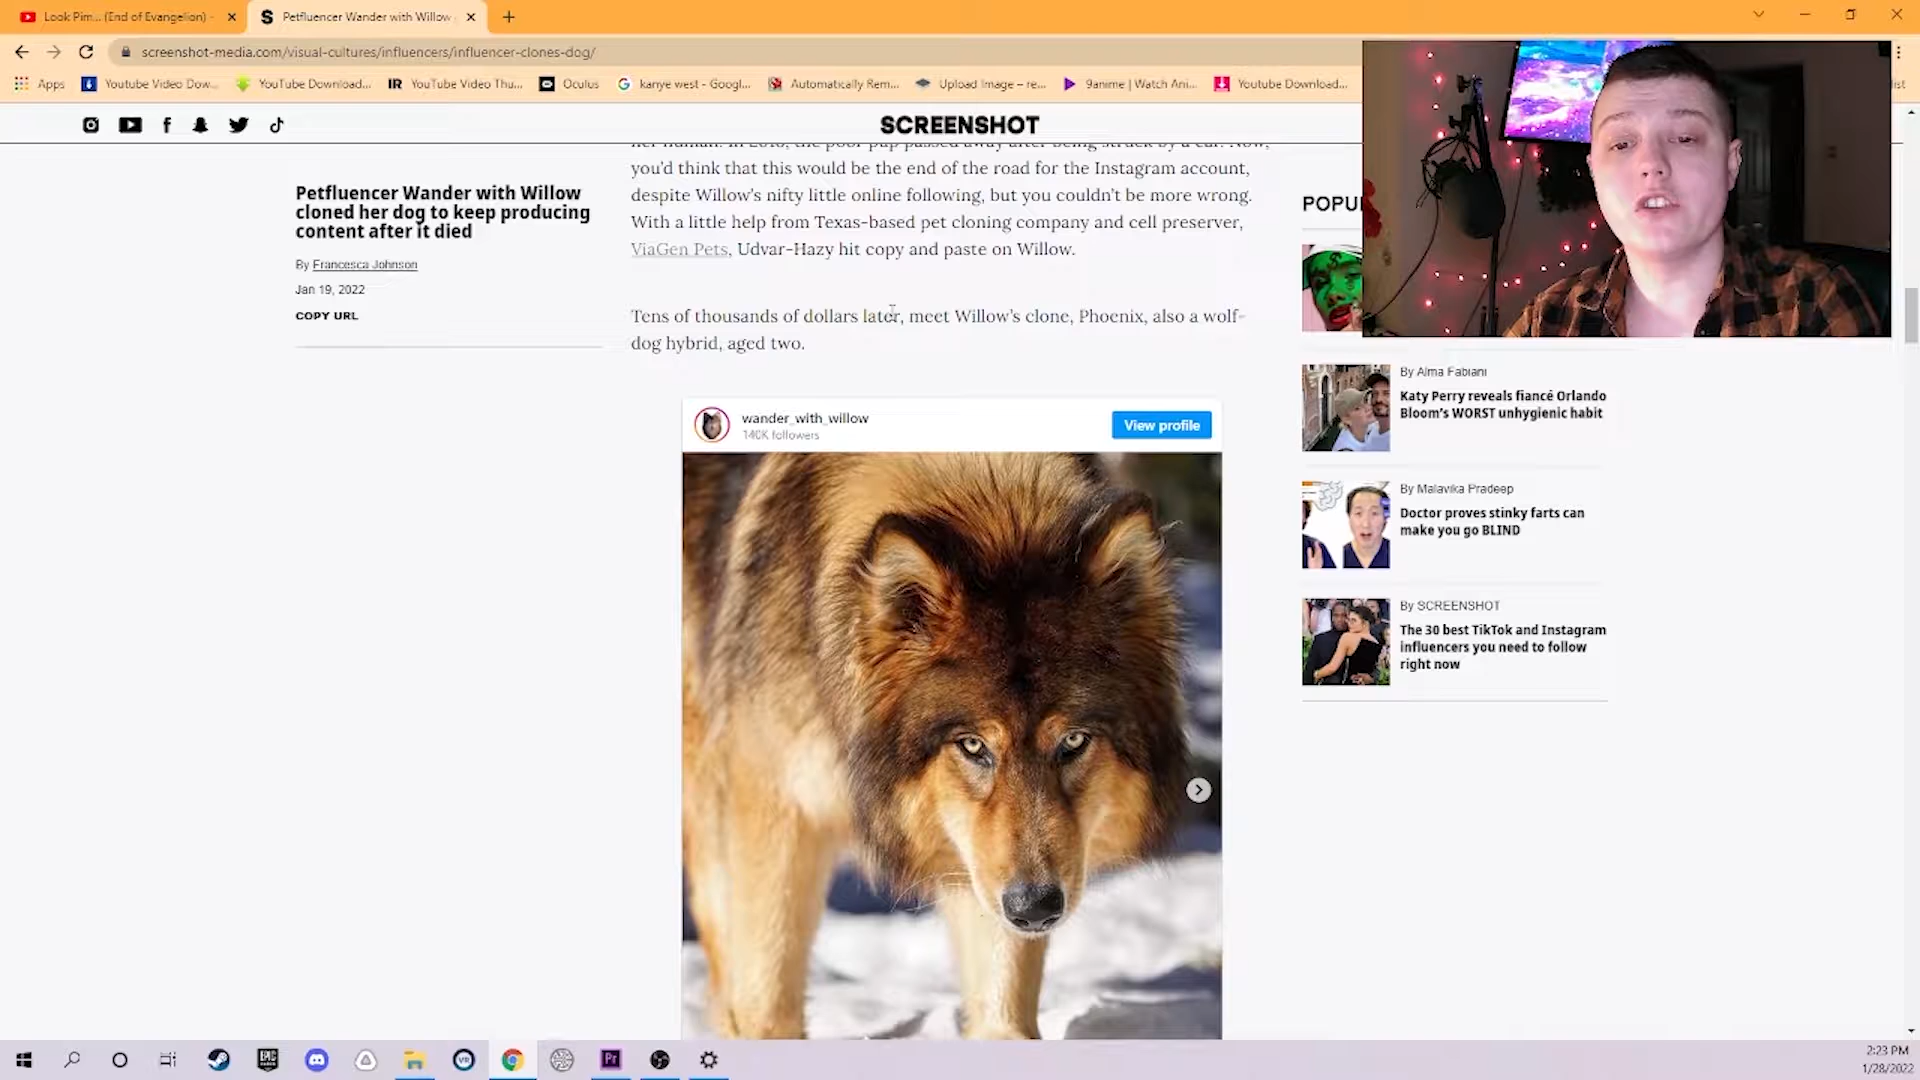 Look Pim... (End of Evangelion) -
Petfluencer Wander with Willow
screenshot-media.com/visual-cultures/influencers/influencer-clones-dog/
Apps
Youtube Video Dow...
YouTube Download...
IR YouTube Video Thu...
Oculus
kanye west - Googl...
Automatically Rem...
Upload Image – re...
9anime | Watch Ani...
Youtube Download...
list
SCREENSHOT
you'd think that this would be the end of the road for the Instagram account,
despite Willow's nifty little online following, but you couldn't be more wrong.
With a little help from Texas-based pet cloning company and cell preserver,
ViaGen Pets, Udvar-Hazy hit copy and paste on Willow.
Tens of thousands of dollars later, meet Willow's clone, Phoenix, also a wolf-
dog hybrid, aged two.
Petfluencer Wander with Willow
cloned her dog to keep producing
content after it died
By Francesca Johnson
Jan 19, 2022
COPY URL
wander_with_willow
140K followers
View profile
POPU
By Alma Fabiani
Katy Perry reveals fiancé Orlando
Bloom's WORST unhygienic habit
By Malavika Pradeep
Doctor proves stinky farts can
make you go BLIND
By SCREENSHOT
The 30 best TikTok and Instagram
influencers you need to follow
right now
EPIC
VR
Pr
2:23 PM
1/28/2022